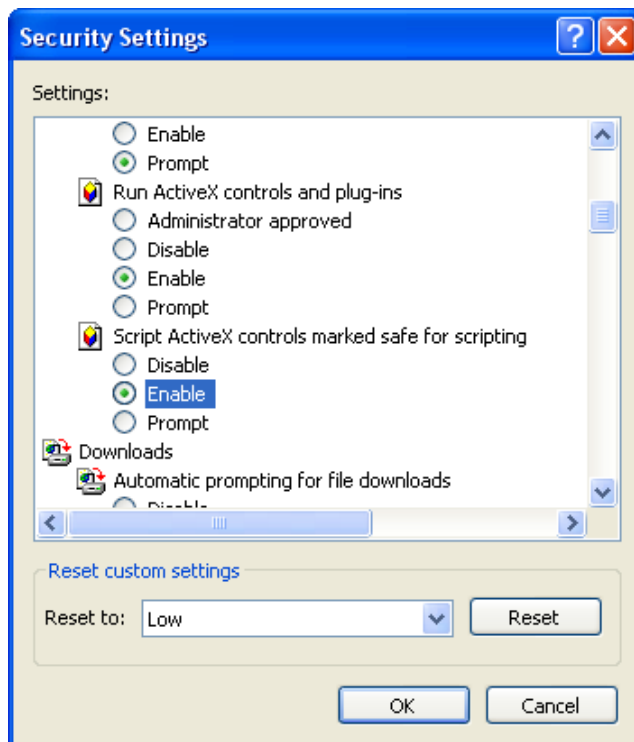 Security Settings
Settings:
Enable
Prompt
Run ActiveX controls and plug-ins
Administrator approved
Disable
Enable
Prompt
Script ActiveX controls marked safe for scripting
Disable
Enable
Prompt
Downloads
Automatic prompting for file downloads
Reset custom settings
Reset to: Low Reset
OK Cancel